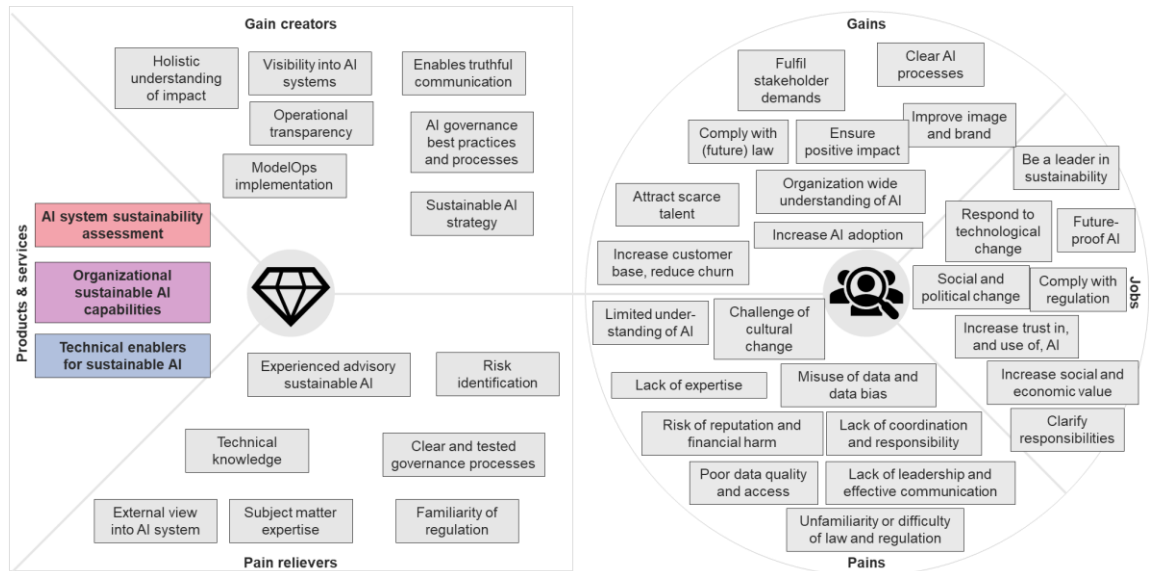 Gain creators
Holistic
understanding
of impact
Visibility into AI
systems
Enables truthful
communication
Operational
transparency
AI governance
best practices
and processes
ModelOps
implementation
Sustainable AI
strategy
Products & services
AI system sustainability
assessment
Organizational
sustainable AI
capabilities
Technical enablers
for sustainable AI
Experienced advisory
sustainable AI
Risk
identification
Technical
knowledge
Clear and tested
governance processes
External view
into AI system
Subject matter
expertise
Familiarity of
regulation
Pain relievers
Gains
Fulfil
stakeholder
demands
Clear AI
processes
Comply with
(future) law
Ensure
positive impact
Improve image
and brand
Attract scarce
talent
Organization wide
understanding of AI
Increase AI adoption
Increase customer
base, reduce churn
Be a leader in
sustainability
Respond to
technological
change
Future-
proof AI
Social and
political change
Comply with
regulation
Jobs
Increase trust in,
and use of, AI
Increase social and
economic value
Clarify
responsibilities
Limited under-
standing of AI
Challenge of
cultural
change
Lack of expertise
Misuse of data and
data bias
Risk of reputation and
financial harm
Lack of coordination
and responsibility
Poor data quality
and access
Lack of leadership and
effective communication
Unfamiliarity or difficulty
of law and regulation
Pains